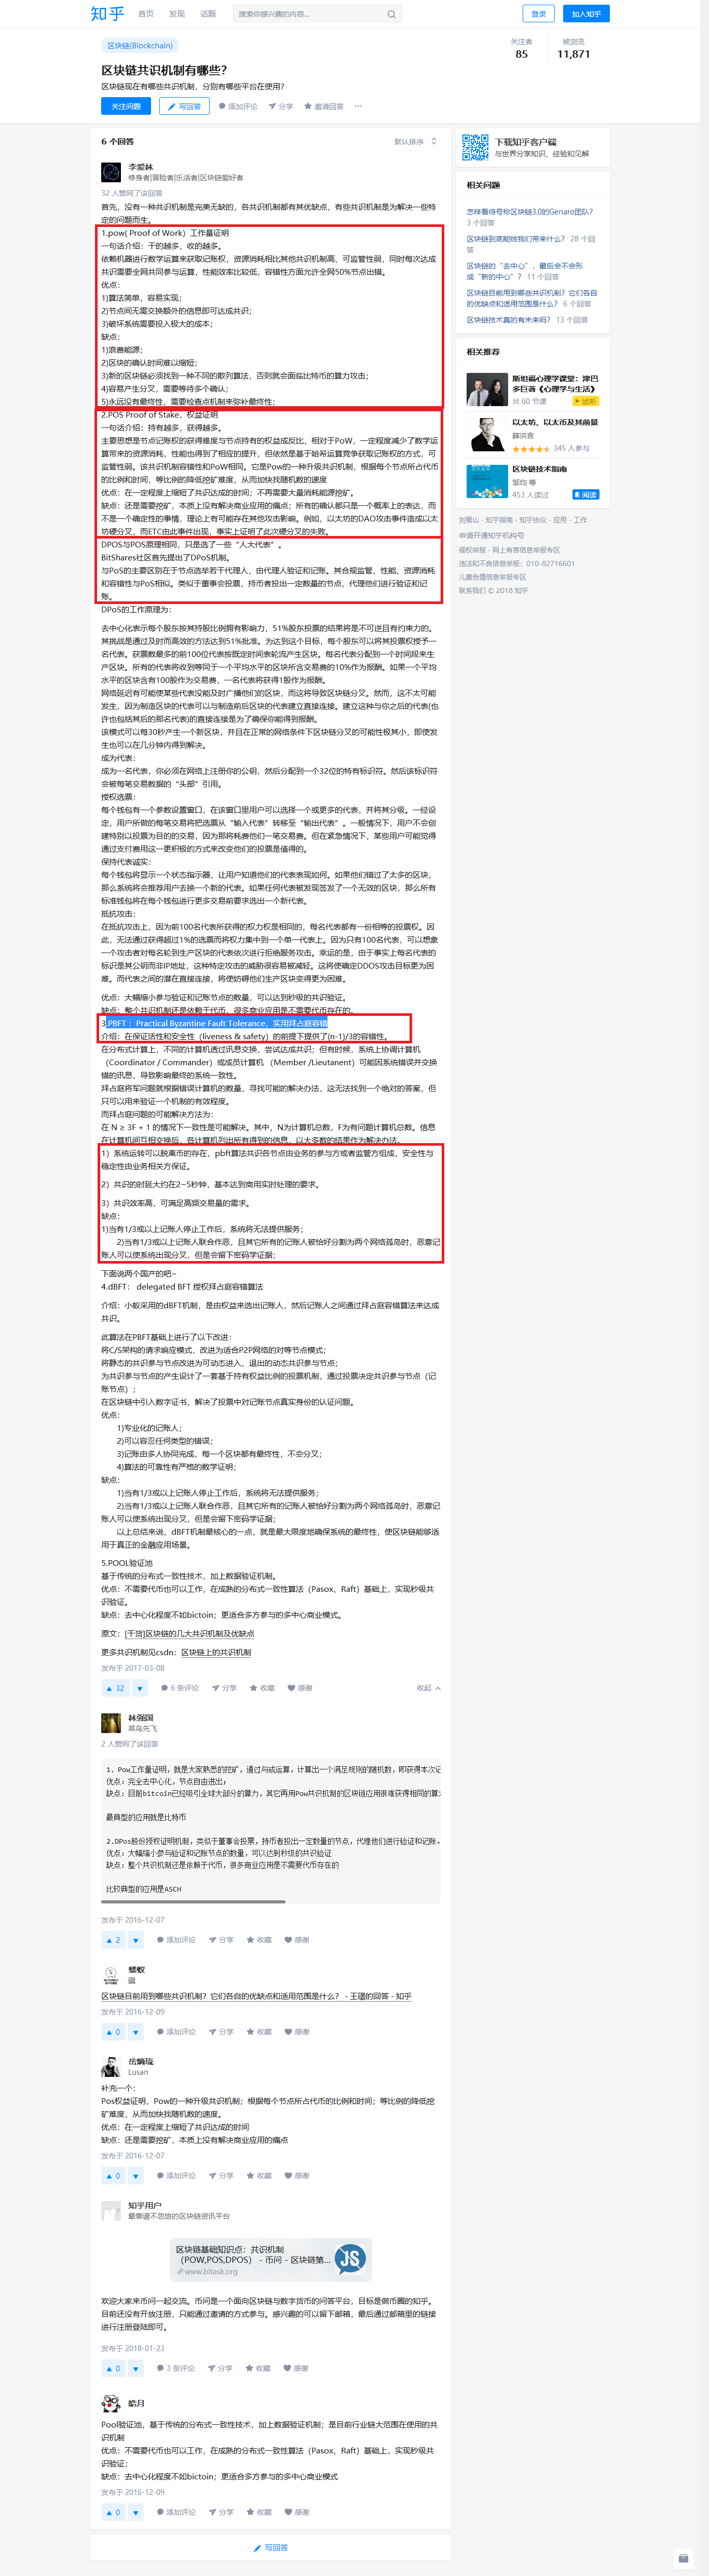 知乎
首页 发现 话题
搜索你感兴趣的内容...
登录 加入知乎
区块链(Blockchain)
关注者 被浏览
85 11,871
区块链共识机制有哪些?
区块链现在有哪些共识机制,分别有哪些平台在使用?
关注问题 写回答 添加评论 分享 邀请回答 ...
6 个回答
默认排序
李爱林
修身者|冒险者|乐活者|区块链爱好者
32 人赞同了该回答
首先,没有一种共识机制是完美无缺的,各共识机制都有其优缺点,有些共识机制是为解决一些特
定的问题而生。
1.pow( Proof of Work)工作量证明
一句话介绍:干的越多,收的越多。
依赖机器进行数学运算来获取记账权,资源消耗相比其他共识机制高、可监管性弱,同时每次达成
共识需要全网共同参与运算,性能效率比较低,容错性方面允许全网50%节点出错。
优点:
1)算法简单,容易实现;
2)节点间无需交换额外的信息即可达成共识;
3)破坏系统需要投入极大的成本;
缺点:
1)浪费能源;
2)区块的确认时间难以缩短;
3)新的区块链必须找到一种不同的散列算法,否则就会面临比特币的算力攻击;
4)容易产生分叉,需要等待多个确认;
5)永远没有最终性,需要检查点机制来弥补最终性;
2.POS Proof of Stake,权益证明
一句话介绍:持有越多,获得越多。
主要思想是节点记账权的获得难度与节点持有的权益成反比,相对于PoW,一定程度减少了数学运
算带来的资源消耗,性能也得到了相应的提升,但依然是基于哈希运算竞争获取记账权的方式,可
监管性弱。该共识机制容错性和PoW相同。它是Pow的一种升级共识机制,根据每个节点所占代币
的比例和时间,等比例的降低挖矿难度,从而加快找随机数的速度
优点:在一定程度上缩短了共识达成的时间;不再需要大量消耗能源挖矿。
缺点:还是需要挖矿,本质上没有解决商业应用的痛点;所有的确认都只是一个概率上的表达,而
不是一个确定性的事情,理论上有可能存在其他攻击影响。例如,以太坊的DAO攻击事件造成以太
坊硬分叉,而ETC由此事件出现,事实上证明了此次硬分叉的失败。
DPOS与POS原理相同,只是选了一些“人大代表”。
BitShares社区首先提出了DPoS机制。
与PoS的主要区别在于节点选举若干代理人,由代理人验证和记账。其合规监管、性能、资源消耗
和容错性与PoS相似。类似于董事会投票,持币者投出一定数量的节点,代理他们进行验证和记
账。
DPoS的工作原理为:
去中心化表示每个股东按其持股比例拥有影响力,51%股东投票的结果将是不可逆且有约束力的。
其挑战是通过及时而高效的方法达到51%批准。为达到这个目标,每个股东可以将其投票权授予一
名代表。获票数最多的前100位代表按既定时间表轮流产生区块。每名代表分配到一个时间段来生
产区块。所有的代表将收到等同于一个平均水平的区块所含交易费的10%作为报酬。如果一个平均
水平的区块含有100股作为交易费,一名代表将获得1股作为报酬。
网络延迟有可能使某些代表没能及时广播他们的区块,而这将导致区块链分叉。然而,这不太可能
发生,因为制造区块的代表可以与制造前后区块的代表建立直接连接。建立这种与你之后的代表(也
许也包括其后的那名代表)的直接连接是为了确保你能得到报酬。
该模式可以每30秒产生一个新区块,并且在正常的网络条件下区块链分叉的可能性极其小,即使发
生也可以在几分钟内得到解决。
成为代表:
成为一名代表,你必须在网络上注册你的公钥,然后分配到一个32位的特有标识符。然后该标识符
会被每笔交易数据的“头部”引用。
授权选票:
每个钱包有一个参数设置窗口,在该窗口里用户可以选择一个或更多的代表,并将其分级。一经设
定,用户所做的每笔交易将把选票从“输入代表”转移至“输出代表”。一般情况下,用户不会创
建特别以投票为目的的交易,因为那将耗费他们一笔交易费。但在紧急情况下,某些用户可能觉得
通过支付费用这一更积极的方式来改变他们的投票是值得的。
保持代表诚实:
每个钱包将显示一个状态指示器,让用户知道他们的代表表现如何。如果他们错过了太多的区块,
那么系统将会推荐用户去换一个新的代表。如果任何代表被发现签发了一个无效的区块,那么所有
标准钱包将在每个钱包进行更多交易前要求选出一个新代表。
抵抗攻击:
在抵抗攻击上,因为前100名代表所获得的权力权是相同的,每名代表都有一份相等的投票权。因
此,无法通过获得超过1%的选票而将权力集中到一个单一代表上。因为只有100名代表,可以想象
一个攻击者对每名轮到生产区块的代表依次进行拒绝服务攻击。幸运的是,由于事实上每名代表的
标识是其公钥而非IP地址,这种特定攻击的威胁很容易被减轻。这将使确定DDOS攻击目标更为困
难。而代表之间的潜在直接连接,将使妨碍他们生产区块变得更为困难。
优点:大幅缩小参与验证和记账节点的数量,可以达到秒级的共识验证。
缺点:整个共识机制还是依赖于代币,很多商业应用是不需要代币存在的。
3.PBFT :Practical Byzantine Fault Tolerance,实用拜占庭容错
介绍:在保证活性和安全性(liveness & safety)的前提下提供了(n-1)/3的容错性。
在分布式计算上,不同的计算机透过讯息交换,尝试达成共识;但有时候,系统上协调计算机
(Coordinator / Commander)或成员计算机 (Member /Lieutanent)可能因系统错误并交换
错的讯息,导致影响最终的系统一致性。
拜占庭将军问题就根据错误计算机的数量,寻找可能的解决办法,这无法找到一个绝对的答案,但
只可以用来验证一个机制的有效程度。
而拜占庭问题的可能解决方法为:
在 N ≥ 3F + 1 的情况下一致性是可能解决。其中,N为计算机总数,F为有问题计算机总数。信息
在计算机间互相交换后,各计算机列出所有得到的信息,以大多数的结果作为解决办法。
1)系统运转可以脱离币的存在,pbft算法共识各节点由业务的参与方或者监管方组成,安全性与
稳定性由业务相关方保证。
2)共识的时延大约在2~5秒钟,基本达到商用实时处理的要求。
3)共识效率高,可满足高频交易量的需求。
缺点:
1)当有1/3或以上记账人停止工作后,系统将无法提供服务;
2)当有1/3或以上记账人联合作恶,且其它所有的记账人被恰好分割为两个网络孤岛时,恶意记
账人可以使系统出现分叉,但是会留下密码学证据;
下面说两个国产的吧~
4.dBFT: delegated BFT 授权拜占庭容错算法
介绍:小蚁采用的dBFT机制,是由权益来选出记账人,然后记账人之间通过拜占庭容错算法来达成
共识。
此算法在PBFT基础上进行了以下改进:
将C/S架构的请求响应模式,改进为适合P2P网络的对等节点模式;
将静态的共识参与节点改进为可动态进入、退出的动态共识参与节点;
为共识参与节点的产生设计了一套基于持有权益比例的投票机制,通过投票决定共识参与节点(记
账节点);
在区块链中引入数字证书,解决了投票中对记账节点真实身份的认证问题。
优点:
1)专业化的记账人;
2)可以容忍任何类型的错误;
3)记账由多人协同完成,每一个区块都有最终性,不会分叉;
4)算法的可靠性有严格的数学证明;
缺点:
1)当有1/3或以上记账人停止工作后,系统将无法提供服务;
2)当有1/3或以上记账人联合作恶,且其它所有的记账人被恰好分割为两个网络孤岛时,恶意记
账人可以使系统出现分叉,但是会留下密码学证据;
以上总结来说,dBFT机制最核心的一点,就是最大限度地确保系统的最终性,使区块链能够适
用于真正的金融应用场景。
5.POOL验证池
基于传统的分布式一致性技术,加上数据验证机制。
优点:不需要代币也可以工作,在成熟的分布式一致性算法(Pasox、Raft)基础上,实现秒级共
识验证。
缺点:去中心化程度不如bictoin;更适合多方参与的多中心商业模式。
原文:[干货]区块链的几大共识机制及优缺点
更多共识机制见csdn:区块链上的共识机制
发布于 2017-03-08
32 6 条评论 分享 收藏 感谢 收起
林强国
菜鸟先飞
2 人赞同了该回答
1、Pow工作量证明,就是大家熟悉的挖矿,通过与或运算,计算出一个满足规则的随机数,即获得本次记
优点:完全去中心化,节点自由进出;
缺点:目前bitcoin已经吸引全球大部分的算力,其它再用Pow共识机制的区块链应用很难获得相同的算
最典型的应用就是比特币
2.DPos股份授权证明机制,类似于董事会投票,持币者投出一定数量的节点,代理他们进行验证和记账。
优点:大幅缩小参与验证和记账节点的数量,可以达到秒级的共识验证
缺点:整个共识机制还是依赖于代币,很多商业应用是不需要代币存在的
比较典型的应用是ASCH
发布于 2016-12-07
2 添加评论 分享 收藏 感谢
蝼蚁
区块链目前用到哪些共识机制?它们各自的优缺点和适用范围是什么? - 王璟的回答 - 知乎
发布于 2016-12-09
0 添加评论 分享 收藏 感谢
Lusan
补充一个:
Pos权益证明,Pow的一种升级共识机制;根据每个节点所占代币的比例和时间;等比例的降低挖
矿难度,从而加快找随机数的速度。
优点:在一定程度上缩短了共识达成的时间
缺点:还是需要挖矿,本质上没有解决商业应用的痛点
发布于 2016-12-07
0 添加评论 分享 收藏 感谢
知乎用户
最靠谱不忽悠的区块链资讯平台
区块链基础知识点:共识机制
(POW,POS,DPOS) - 币问 - 区块链第...
www.bitask.org
欢迎大家来币问一起交流。币问是一个面向区块链与数字货币的问答平台,目标是做币圈的知乎。
目前还没有开放注册,只能通过邀请的方式参与。感兴趣的可以留下邮箱,最后通过邮箱里的链接
进行注册登陆即可。
发布于 2018-01-23
0 3 条评论 分享 收藏 感谢
皓月
Pool验证池,基于传统的分布式一致性技术,加上数据验证机制;是目前行业链大范围在使用的共
识机制
优点:不需要代币也可以工作,在成熟的分布式一致性算法(Pasox、Raft)基础上,实现秒级共
识验证;
缺点:去中心化程度不如bictoin;更适合多方参与的多中心商业模式
发布于 2016-12-09
0 添加评论 分享 收藏 感谢
写回答
下载知乎客户端
与世界分享知识、经验和见解
相关问题
怎样看待号称区块链3.0的Genaro团队?
3 个回答
区块链到底能给我们带来什么? 28 个回
答
区块链的“去中心”,最后会不会形
成“新的中心”? 11 个回答
区块链目前用到哪些共识机制?它们各自
的优缺点和适用范围是什么? 6 个回答
区块链技术真的有未来吗? 13 个回答
相关推荐
斯坦福心理学课堂:津巴
多巨著《心理学与生活》
共 60 节课 试听
以太坊、以太币及其前景
薛洪言
345 人参与
区块链技术指南
邹均 等
453 人读过 阅读
刘看山 · 知乎指南 · 知乎协议 · 应用 · 工作
申请开通知乎机构号
侵权举报 · 网上有害信息举报专区
违法和不良信息举报:010-82716601
儿童色情信息举报专区
联系我们 © 2018 知乎